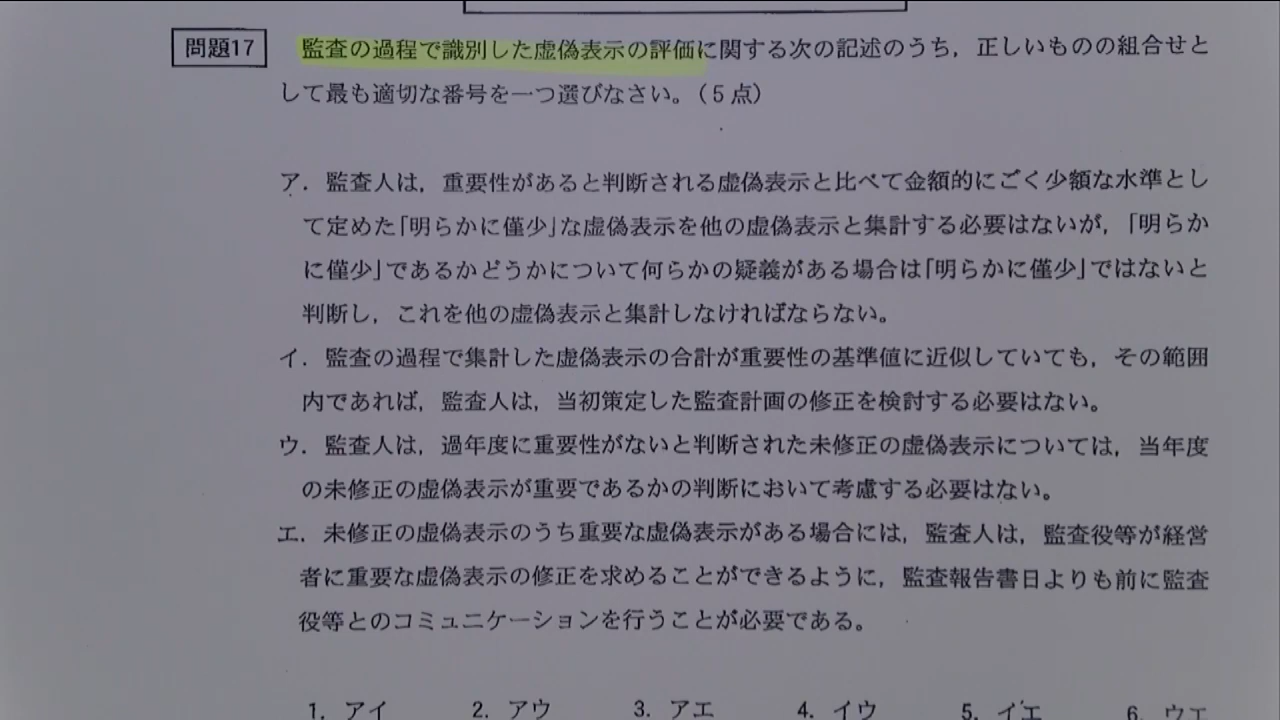 問題17 監査の過程で識別した虚偽表示の評価に関する次の記述のうち，正しいものの組合せと
して最も適切な番号を一つ選びなさい。（5点）
ア．監査人は，重要性があると判断される虚偽表示と比べて金額的にごく少額な水準とし
て定めた「明らかに僅少」な虚偽表示を他の虚偽表示と集計する必要はないが，「明らか
に僅少」であるかどうかについて何らかの疑義がある場合は「明らかに僅少」ではないと
判断し，これを他の虚偽表示と集計しなければならない。
イ．監査の過程で集計した虚偽表示の合計が重要性の基準値に近似していても，その範囲
内であれば，監査人は，当初策定した監査計画の修正を検討する必要はない。
ウ．監査人は，過年度に重要性がないと判断された未修正の虚偽表示については，当年度
の未修正の虚偽表示が重要であるかの判断において考慮する必要はない。
エ．未修正の虚偽表示のうち重要な虚偽表示がある場合には，監査人は，監査役等が経営
者に重要な虚偽表示の修正を求めることができるように，監査報告書日よりも前に監査
役等とのコミュニケーションを行うことが必要である。
1．アイ 2．アウ 3．アエ 4．イウ 5．イエ 6．ウエ